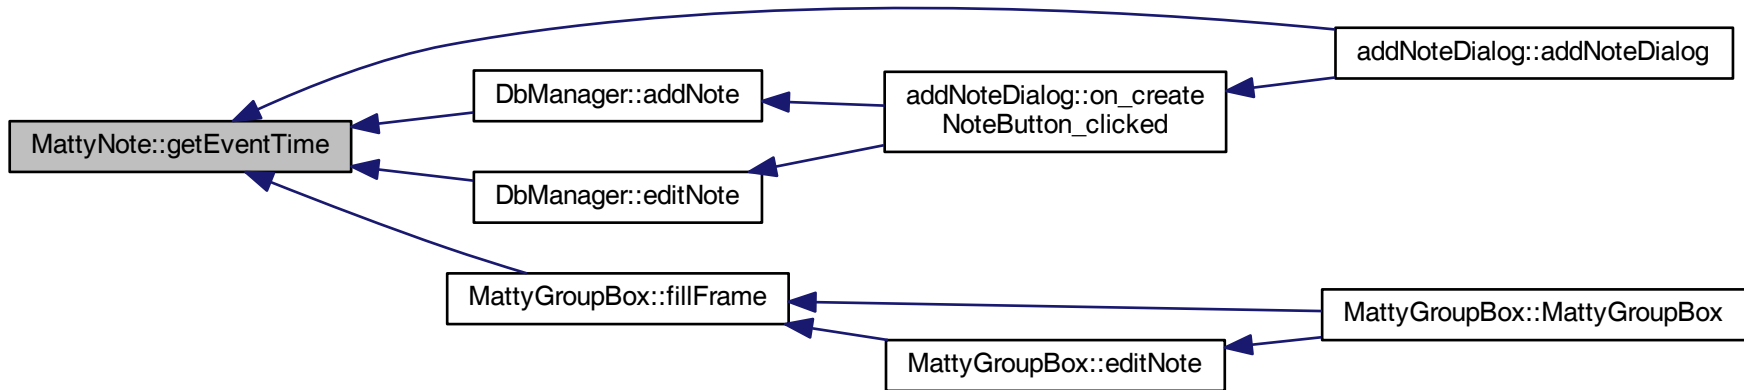 addNoteDialog::addNoteDialog
DbManager::addNote
addNoteDialog::on_create
NoteButton_clicked
MattyNote::getEventTime
DbManager::editNote
MattyGroupBox::fillFrame
MattyGroupBox::MattyGroupBox
MattyGroupBox::editNote